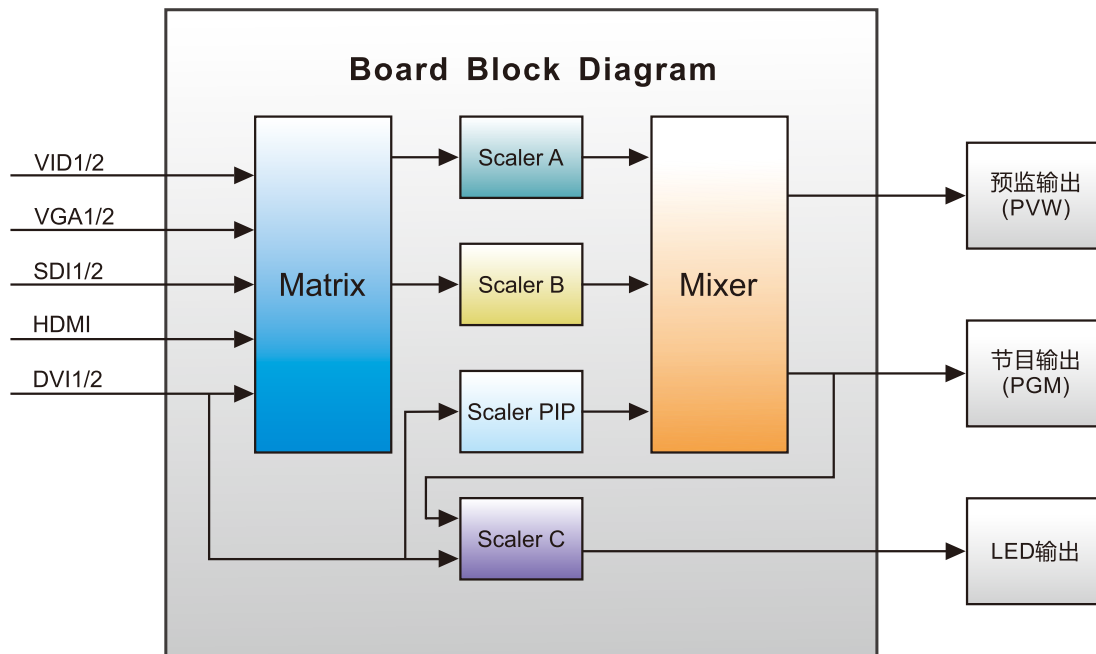 Board Block Diagram
VID1/2
VGA1/2
SDI1/2
HDMI
DVI1/2
Matrix
Scaler A
Scaler B
Scaler PIP
Scaler C
Mixer
预监输出
(PVW)
节目输出
(PGM)
LED输出